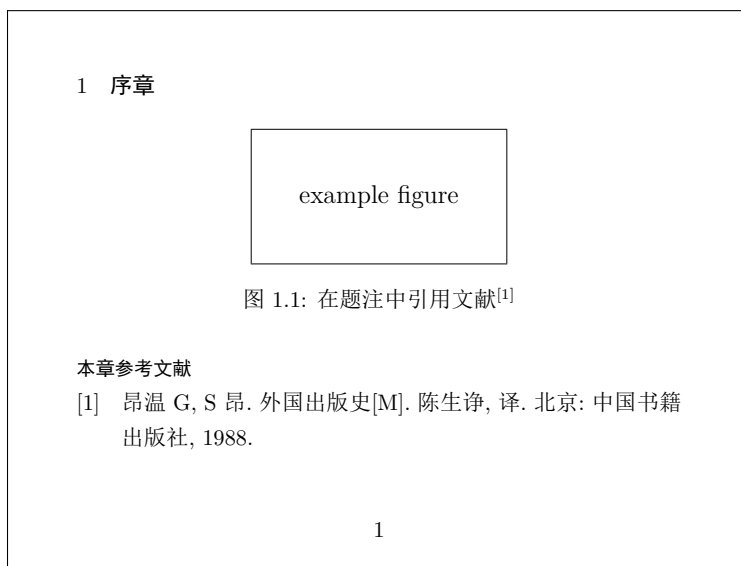 1 序章
example figure
图 1.1: 在题注中引用文献[1]
本章参考文献
[1] 昂温 G, S 昂. 外国出版史[M]. 陈生诤, 译. 北京: 中国书籍
出版社, 1988.
1